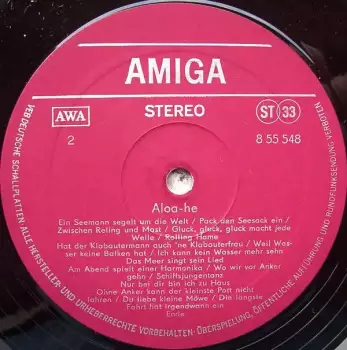 AMIGA
AWA
STEREO
ST 33
2
8 55 548
Aloa-he
Ein Seemann segelt um die Welt / Pack den Seesack ein /
Zwischen Reling und Mast / Gluck, gluck, gluck macht jede
Welle / Rolling Home
Hat der Klabautermann auch 'ne Klabauterfrau / Weil Was-
ser keine Balken hat / Ich kann kein Wasser mehr sehn
Das Meer singt sein Lied
Am Abend spielt einer Harmonika / Wo wir vor Anker
gehn / Schiffsjungentanz
Nur bei dir bin ich zu Haus
Ohne Anker kann der kleinste Pott nicht
fahren / Du liebe kleine Möwe / Die längste
Fahrt hat irgendwann ein
Ende
VEB DEUTSCHE SCHALLPLATTEN · ALLE HERSTELLER- UND URHEBERRECHTE VORBEHALTEN · ÜBERSPIELUNG, ÖFFENTLICHE AUFFÜHRUNG UND RUNDFUNKSENDUNG VERBOTEN